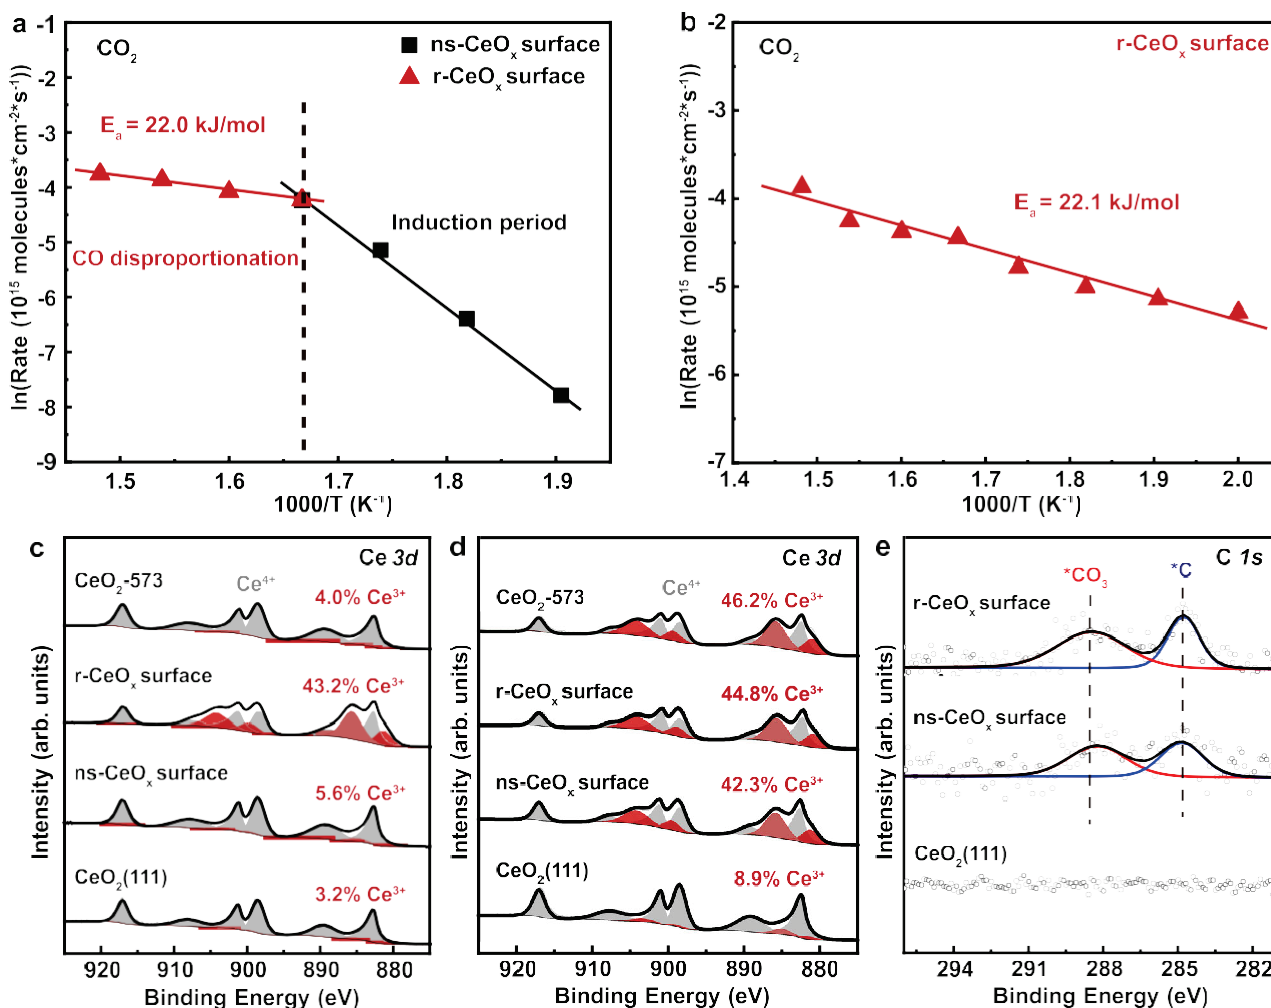 a
CO₂
ns-CeOₓ surface
r-CeOₓ surface
Eₐ = 22.0 kJ/mol
Induction period
CO disproportionation
ln(Rate (10¹⁵ molecules*cm⁻²*s⁻¹))
-1
-2
-3
-4
-5
-6
-7
-8
-9
1.5 1.6 1.7 1.8 1.9
1000/T (K⁻¹)
b
CO₂
r-CeOₓ surface
Eₐ = 22.1 kJ/mol
ln(Rate (10¹⁵ molecules*cm⁻²*s⁻¹))
-2
-3
-4
-5
-6
-7
1.4 1.5 1.6 1.7 1.8 1.9 2.0
1000/T (K⁻¹)
c
Ce 3d
CeO₂-573
Ce⁴⁺
4.0% Ce³⁺
r-CeOₓ surface
43.2% Ce³⁺
ns-CeOₓ surface
5.6% Ce³⁺
CeO₂(111)
3.2% Ce³⁺
Intensity (arb. units)
920 910 900 890 880
Binding Energy (eV)
d
Ce 3d
CeO₂-573
Ce⁴⁺
46.2% Ce³⁺
r-CeOₓ surface
44.8% Ce³⁺
ns-CeOₓ surface
42.3% Ce³⁺
CeO₂(111)
8.9% Ce³⁺
Intensity (arb. units)
920 910 900 890 880
Binding Energy (eV)
e
C 1s
*CO₃
*C
r-CeOₓ surface
ns-CeOₓ surface
CeO₂(111)
Intensity (arb. units)
294 291 288 285 282
Binding Energy (eV)